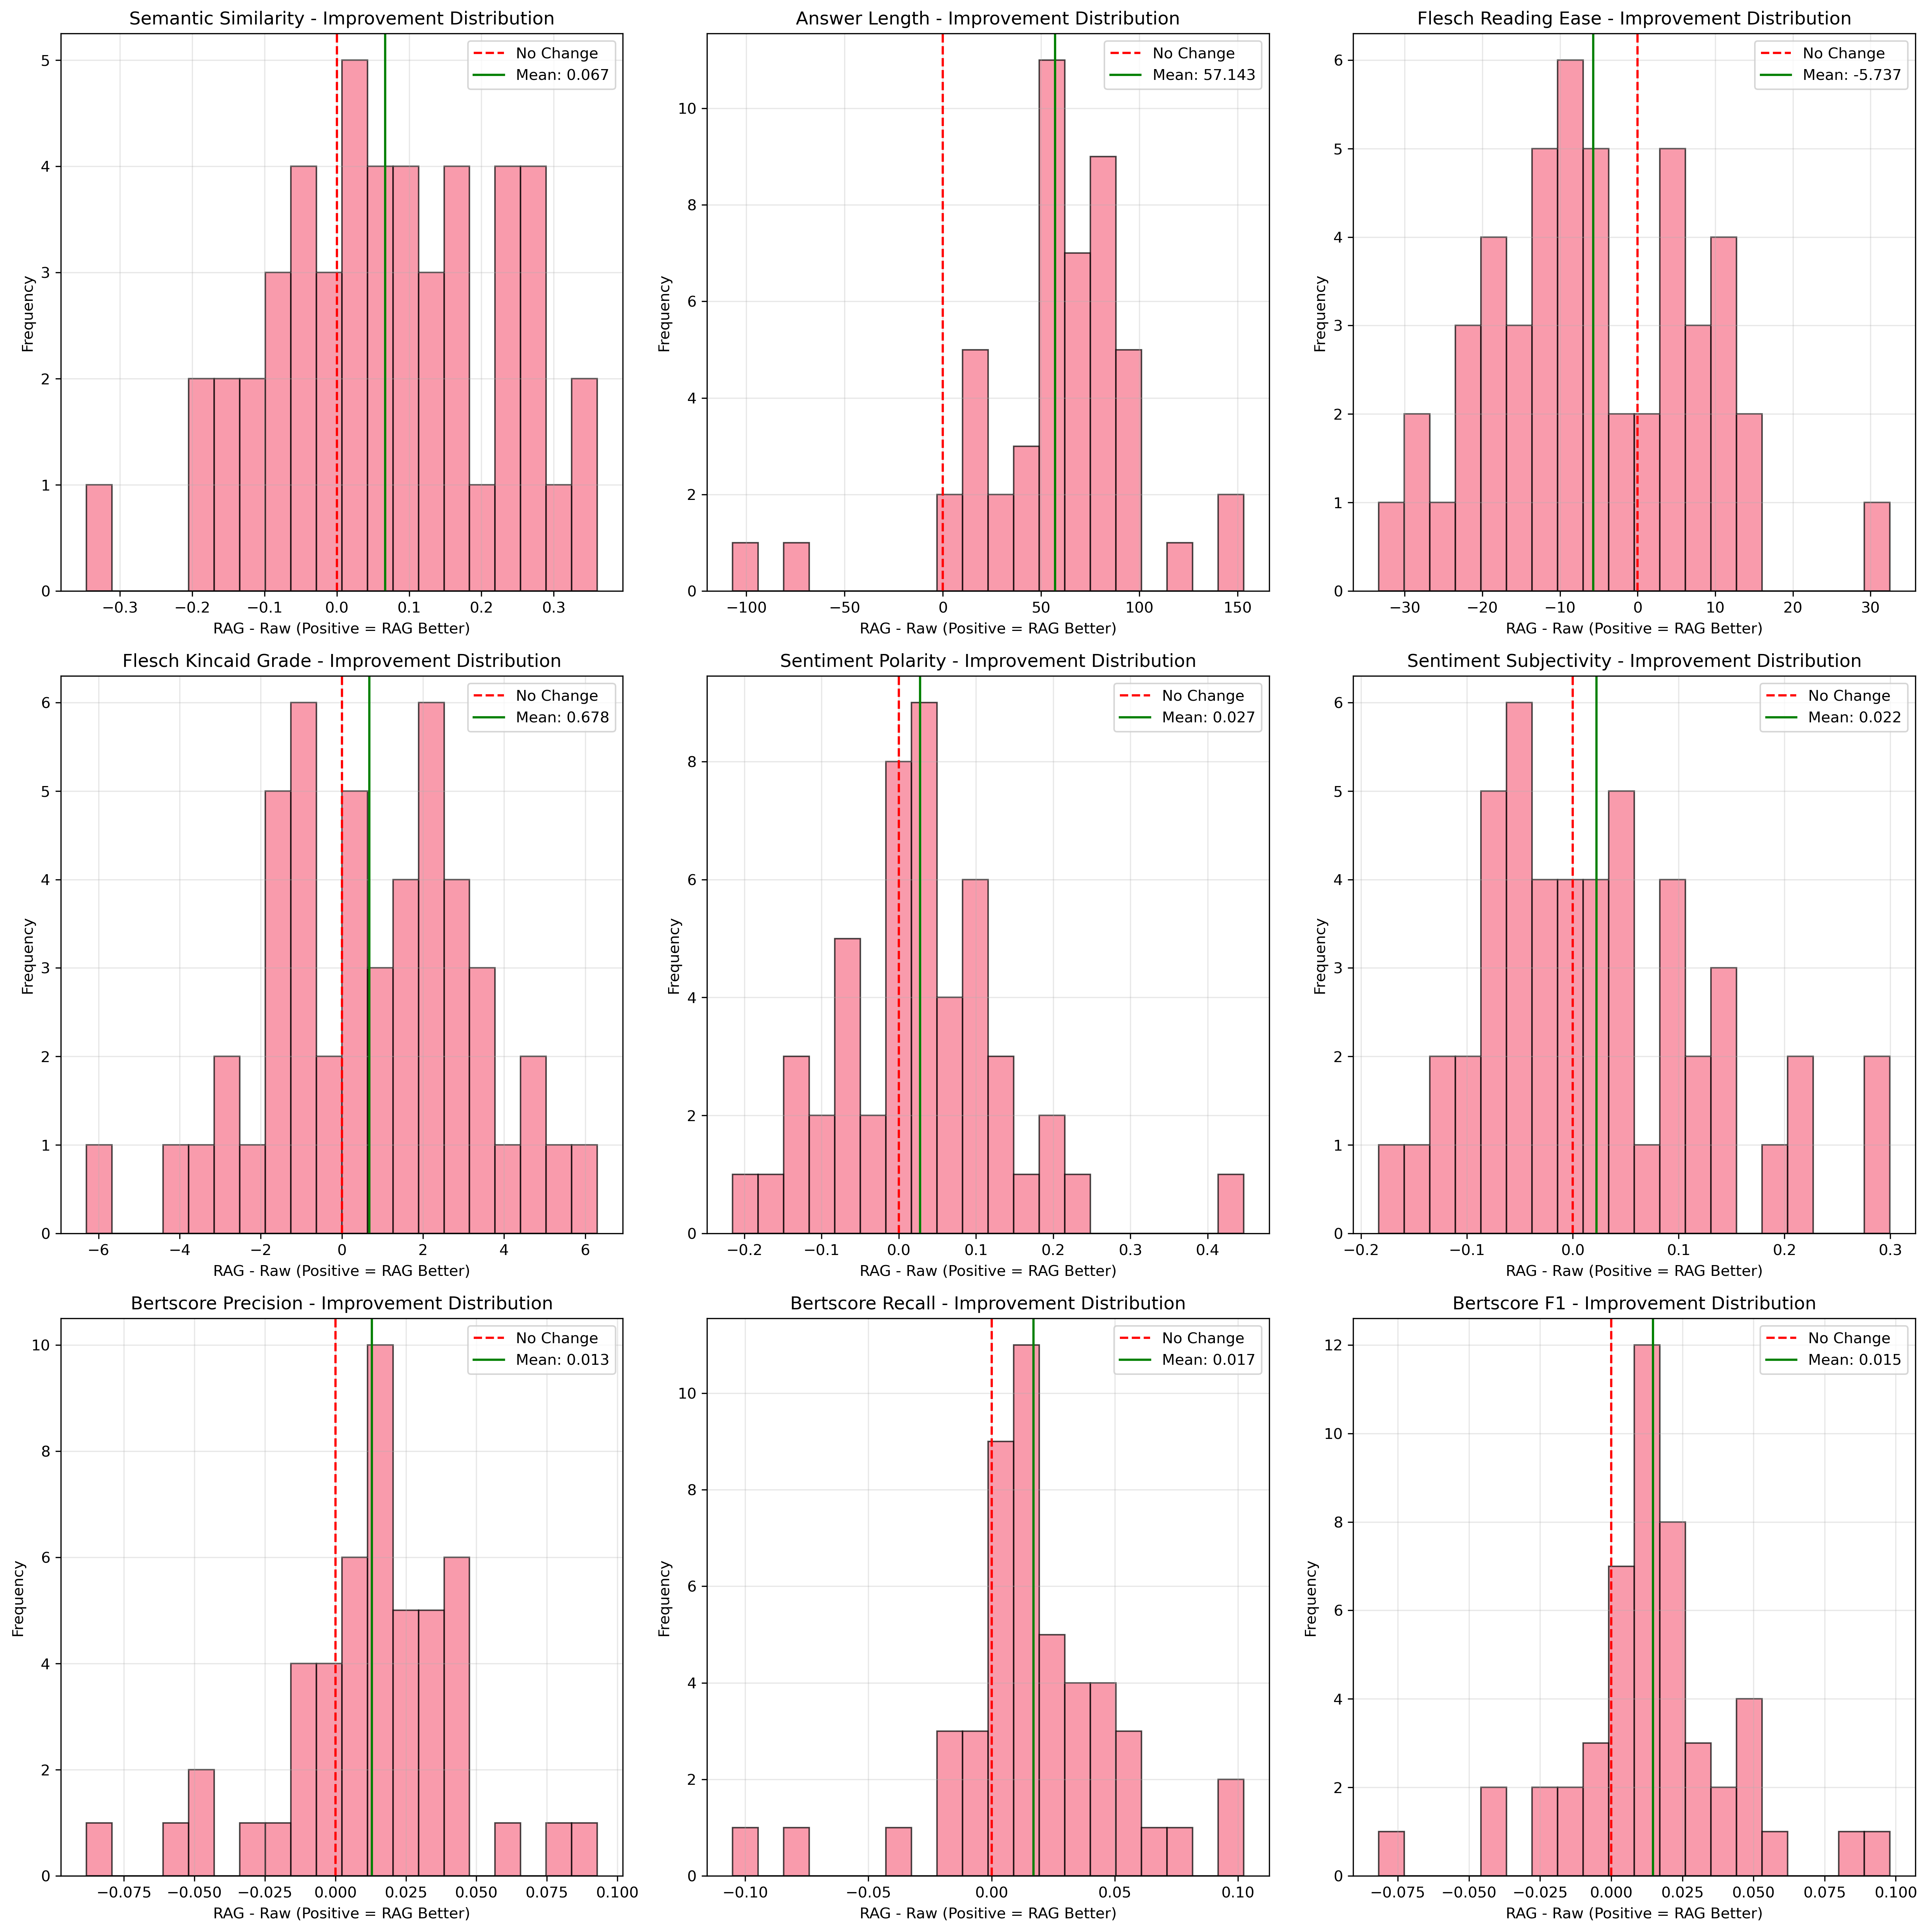 Semantic Similarity - Improvement Distribution
No Change
Mean: 0.067
Frequency
5
4
3
2
1
0
−0.3
−0.2
−0.1
0.0
0.1
0.2
0.3
RAG - Raw (Positive = RAG Better)
Answer Length - Improvement Distribution
No Change
Mean: 57.143
Frequency
10
8
6
4
2
0
−100
−50
0
50
100
150
RAG - Raw (Positive = RAG Better)
Flesch Reading Ease - Improvement Distribution
No Change
Mean: -5.737
Frequency
6
5
4
3
2
1
0
−30
−20
−10
0
10
20
30
RAG - Raw (Positive = RAG Better)
Flesch Kincaid Grade - Improvement Distribution
No Change
Mean: 0.678
Frequency
6
5
4
3
2
1
0
−6
−4
−2
0
2
4
6
RAG - Raw (Positive = RAG Better)
Sentiment Polarity - Improvement Distribution
No Change
Mean: 0.027
Frequency
8
6
4
2
0
−0.2
−0.1
0.0
0.1
0.2
0.3
0.4
RAG - Raw (Positive = RAG Better)
Sentiment Subjectivity - Improvement Distribution
No Change
Mean: 0.022
Frequency
6
5
4
3
2
1
0
−0.2
−0.1
0.0
0.1
0.2
0.3
RAG - Raw (Positive = RAG Better)
Bertscore Precision - Improvement Distribution
No Change
Mean: 0.013
Frequency
10
8
6
4
2
0
−0.075
−0.050
−0.025
0.000
0.025
0.050
0.075
0.100
RAG - Raw (Positive = RAG Better)
Bertscore Recall - Improvement Distribution
No Change
Mean: 0.017
Frequency
10
8
6
4
2
0
−0.10
−0.05
0.00
0.05
0.10
RAG - Raw (Positive = RAG Better)
Bertscore F1 - Improvement Distribution
No Change
Mean: 0.015
Frequency
12
10
8
6
4
2
0
−0.075
−0.050
−0.025
0.000
0.025
0.050
0.075
0.100
RAG - Raw (Positive = RAG Better)